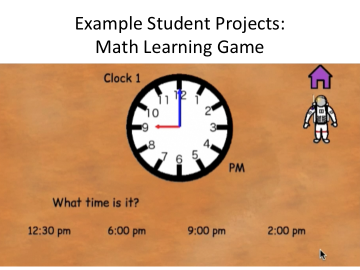 Example Student Projects:
Math Learning Game
Clock 1
12
11
1
10
2
9
3
8
4
7
6
5
PM
What time is it?
12:30 pm 6:00 pm 9:00 pm 2:00 pm